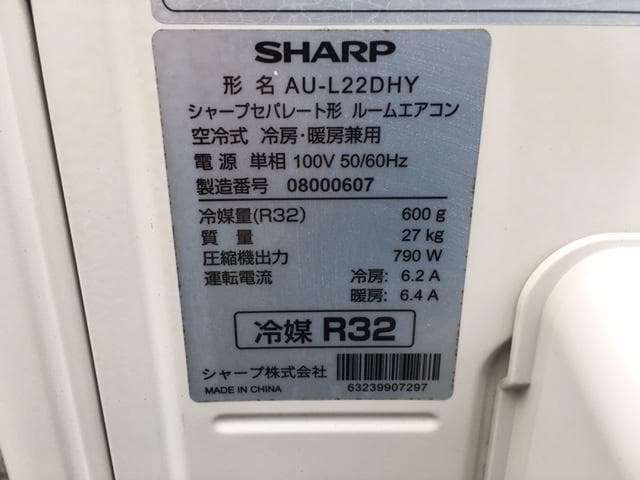 SHARP
形 名 AU-L22DHY
シャープセパレート形 ルームエアコン
空冷式 冷房・暖房兼用
電 源 単相 100V 50/60Hz
製造番号 08000607
冷媒量(R32) 600 g
質 量 27 kg
圧縮機出力 790 W
運転電流 冷房: 6.2 A
暖房: 6.4 A
冷媒 R32
シャープ株式会社
MADE IN CHINA
63239907297